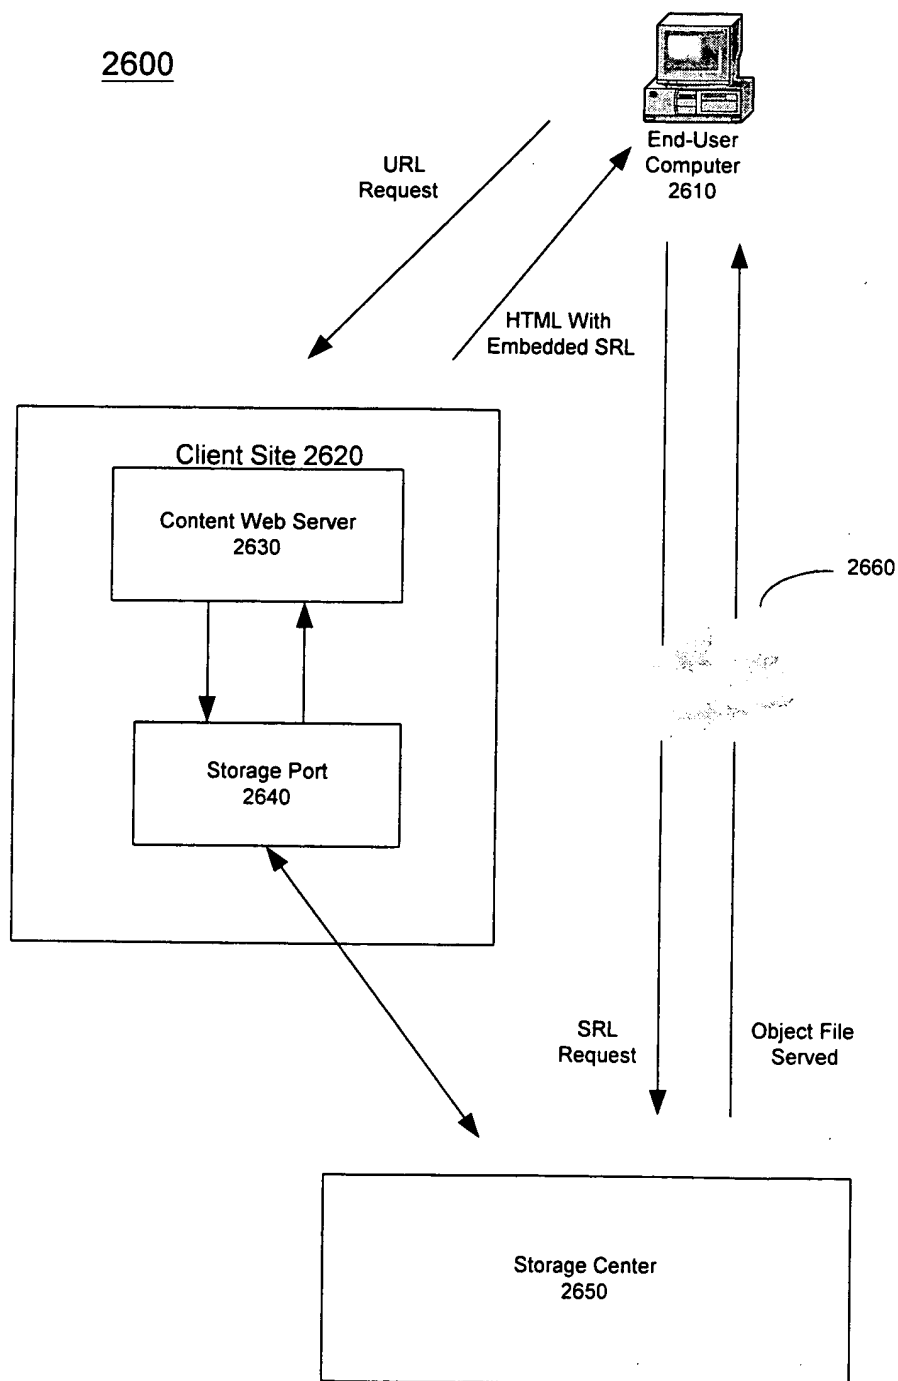 2600
End-User
Computer
2610
URL
Request
HTML With
Embedded SRL
Client Site 2620
Content Web Server
2630
2660
Storage Port
2640
SRL
Request
Object File
Served
Storage Center
2650